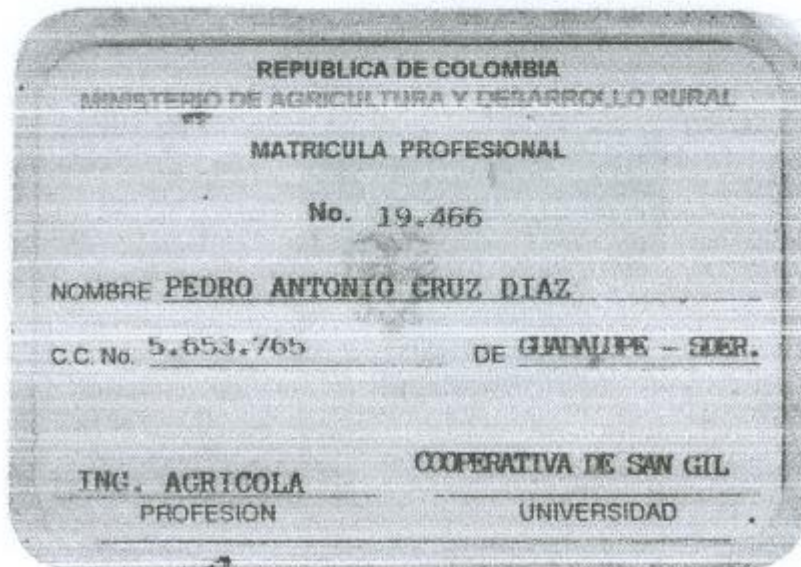 REPUBLICA DE COLOMBIA
MINISTERIO DE AGRICULTURA Y DESARROLLO RURAL
MATRICULA PROFESIONAL
No. 19.466
NOMBRE PEDRO ANTONIO CRUZ DIAZ
C.C. No. 5.653.765 DE GUADALUPE - SDER.
ING. AGRICOLA COOPERATIVA DE SAN GIL
PROFESIÓN UNIVERSIDAD